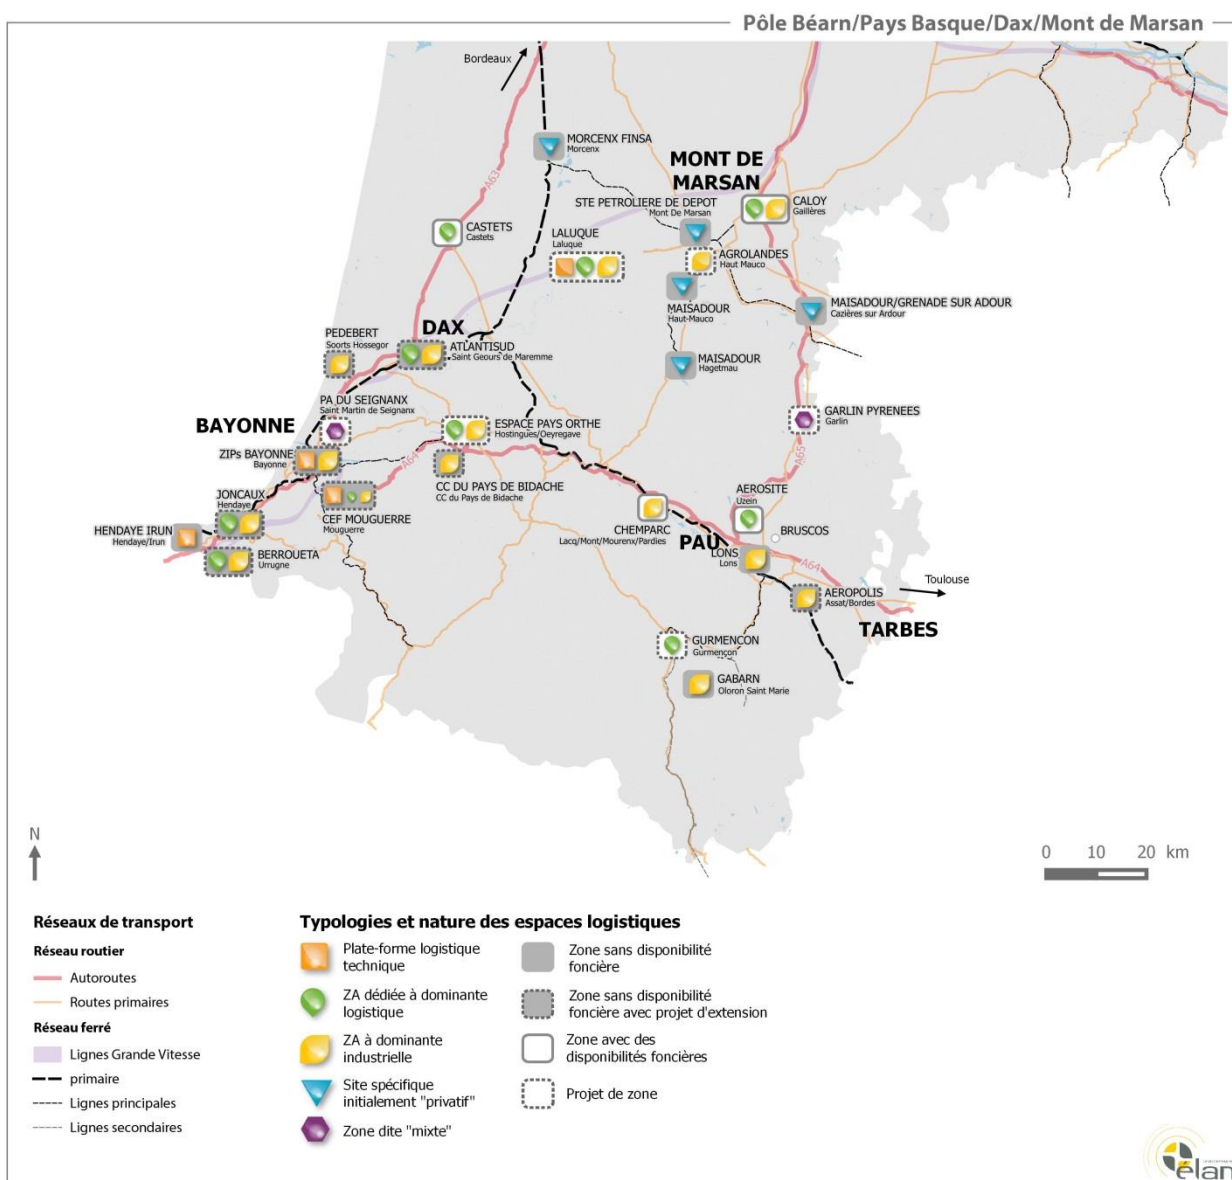 Pôle Béarn/Pays Basque/Dax/Mont de Marsan
Bordeaux
MORCENX FINSA
Morcenx
MONT DE
MARSAN
A63
STE PETROLIERE DE DEPOT
Mont De Marsan
CALOY
Gaillères
CASTETS
Castets
LALUQUE
Laluque
AGROLANDES
Haut Mauco
MAISADOUR
Haut-Mauco
MAISADOUR/GRENADE SUR ADOUR
Cazières sur Ardour
PEDEBERT
Soorts Hossegor
DAX
ATLANTISUD
Saint Geours de Maremme
MAISADOUR
Hagetmau
PA DU SEIGNANX
Saint Martin de Seignanx
GARLIN PYRENEES
Garlin
BAYONNE
ESPACE PAYS ORTHE
Hostingues/Oeyregave
ZIPs BAYONNE
Bayonne
A64
A65
CC DU PAYS DE BIDACHE
CC du Pays de Bidache
JONCAUX
Hendaye
CEF MOUGUERRE
Mouguerre
AEROSITE
Uzein
HENDAYE IRUN
Hendaye/Irun
CHEMPARC
Lacq/Mont/Mourenx/Pardies
PAU
BRUSCOS
LONS
Lons
BERROUETA
Urrugne
A64
Toulouse
AEROPOLIS
Assat/Bordes
TARBES
GURMENCON
Gurmençon
GABARN
Oloron Saint Marie
N
0 10 20 km
Réseaux de transport
Réseau routier
Autoroutes
Routes primaires
Réseau ferré
Lignes Grande Vitesse
primaire
Lignes principales
Lignes secondaires
Typologies et nature des espaces logistiques
Plate-forme logistique
technique
ZA dédiée à dominante
logistique
ZA à dominante
industrielle
Site spécifique
initialement "privatif"
Zone dite "mixte"
Zone sans disponibilité
foncière
Zone sans disponibilité
foncière avec projet d'extension
Zone avec des
disponibilités foncières
Projet de zone
élan